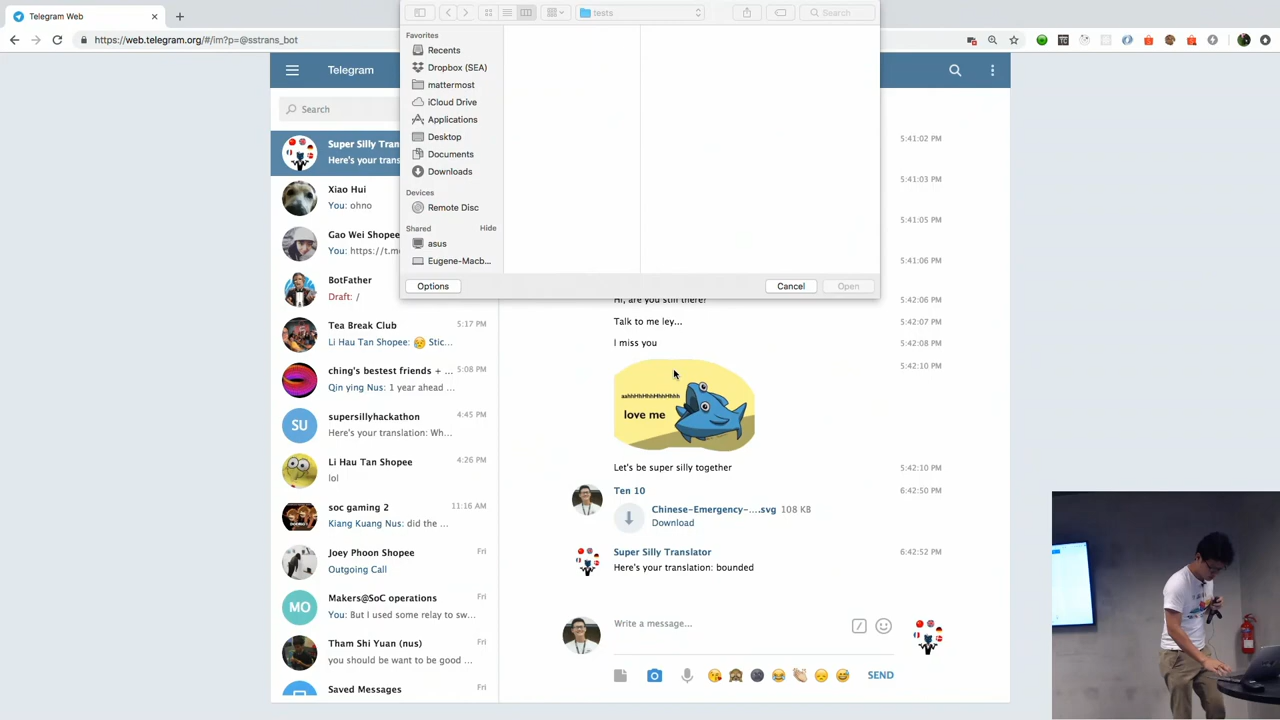 Telegram Web
https://web.telegram.org/#/im?p=@sstrans_bot
tests
Search
Favorites
Recents
Dropbox (SEA)
mattermost
iCloud Drive
Applications
Desktop
Documents
Downloads
Devices
Remote Disc
Shared
Hide
asus
Eugene-Macb...
Options
Cancel
Open
Telegram
Search
Super Silly Tran
Here's your trans
Xiao Hui
You: ohno
Gao Wei Shopee
You: https://t.m
BotFather
Draft: /
Tea Break Club
5:17 PM
Li Hau Tan Shopee: 😥 Stic...
ching's bestest friends + ...
5:08 PM
Qin ying Nus: 1 year ahead ...
SU
supersillyhackathon
4:45 PM
Here's your translation: Wh...
Li Hau Tan Shopee
4:26 PM
lol
soc gaming 2
11:16 AM
Kiang Kuang Nus: did the ...
Joey Phoon Shopee
Fri
Outgoing Call
MO
Makers@SoC operations
Fri
You: But I used some relay to sw...
Tham Shi Yuan (nus)
Fri
you should be want to be good ...
Saved Messages
Fri
5:41:02 PM
5:41:03 PM
5:41:05 PM
5:41:06 PM
Hi, are you still there?
5:42:06 PM
Talk to me ley...
5:42:07 PM
I miss you
5:42:08 PM
5:42:10 PM
aahhHhHhhHhhHhhh
love me
Let's be super silly together
5:42:10 PM
Ten 10
6:42:50 PM
Chinese-Emergency-....svg 108 KB
Download
Super Silly Translator
6:42:52 PM
Here's your translation: bounded
Write a message...
SEND